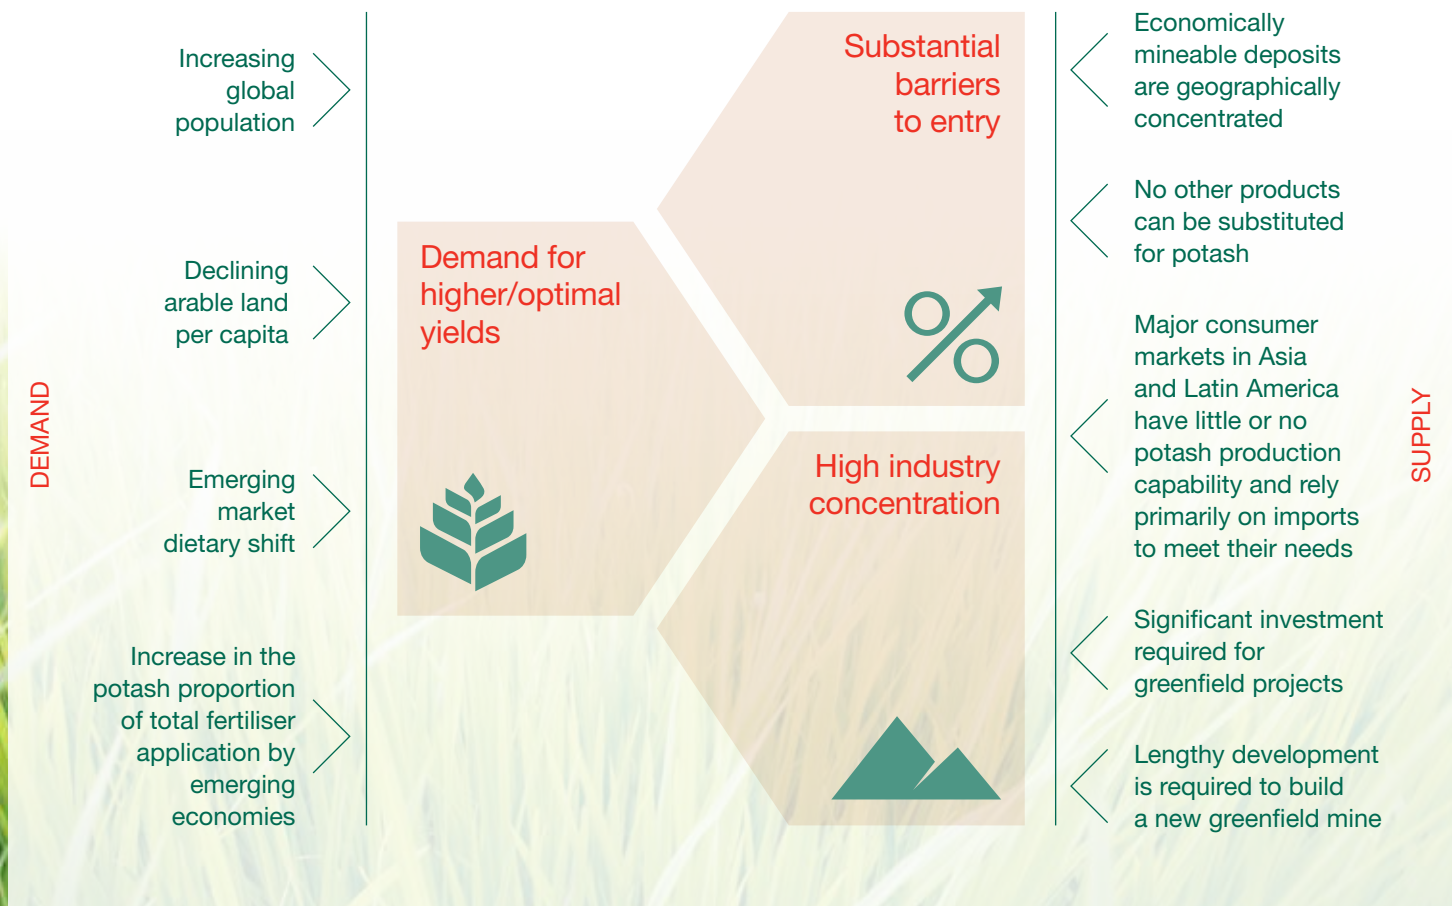 DEMAND
Increasing
global
population
Declining
arable land
per capita
Emerging
market
dietary shift
Increase in the
potash proportion
of total fertiliser
application by
emerging
economies
Demand for
higher/optimal
yields
Substantial
barriers
to entry
High industry
concentration
Economically
mineable deposits
are geographically
concentrated
No other products
can be substituted
for potash
Major consumer
markets in Asia
and Latin America
have little or no
potash production
capability and rely
primarily on imports
to meet their needs
Significant investment
required for
greenfield projects
Lengthy development
is required to build
a new greenfield mine
SUPPLY